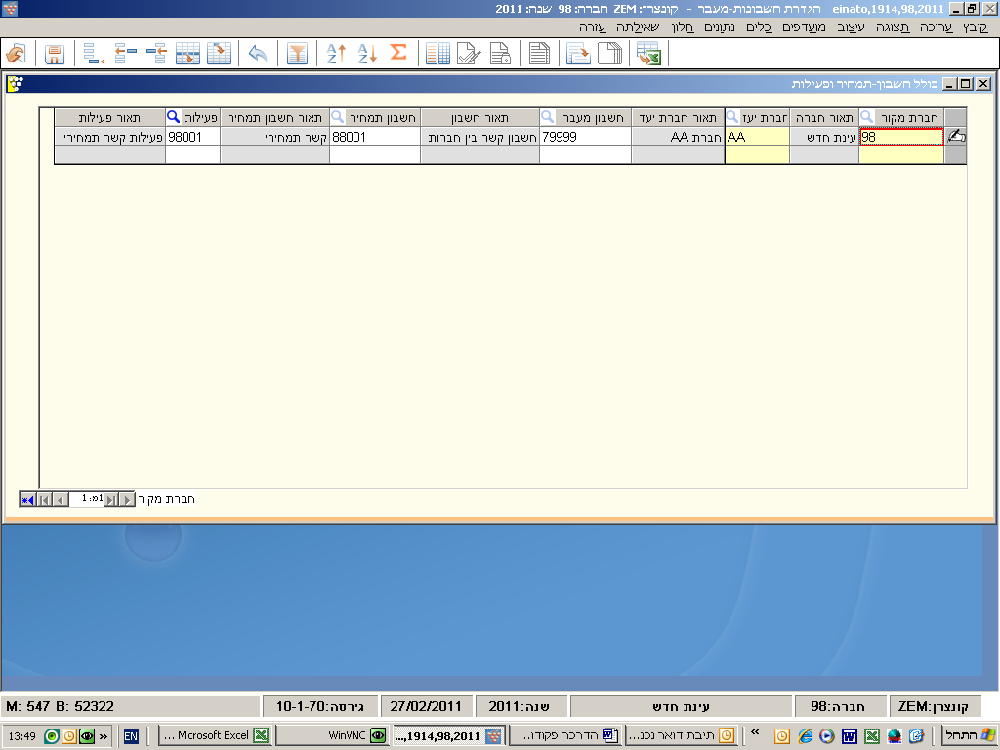 einato,1914,98,2011 הגדרת חשבונות-מעבר - קונצרן: ZEM חברה: 98 שנה: 2011
קובץ עריכה תצוגה עיצוב מועדפים כלים נתונים חלון שאילתה עזרה
כולל חשבון-תמחיר ופעילות
חברת מקור תאור חברה חברת יעד תאור חברת יעד חשבון מעבר תאור חשבון חשבון תמחיר תאור חשבון תמחיר פעילות תאור פעילות
98 עינת חדש AA חברת AA 79999 חשבון קשר בין חברות 88001 קשר תמחירי 98001 פעילות קשר תמחירי
חברת מקור 1מ: 1
קונצרן:ZEM חברה:98 עינת חדש שנה:2011 27/02/2011 גירסה:10-1-70 M: 547 B: 52322
התחל » תיבת דואר נכנ... הדרכה פקודו... ...,1914,98,2011 WinVNC Microsoft Excel ... EN » 13:49